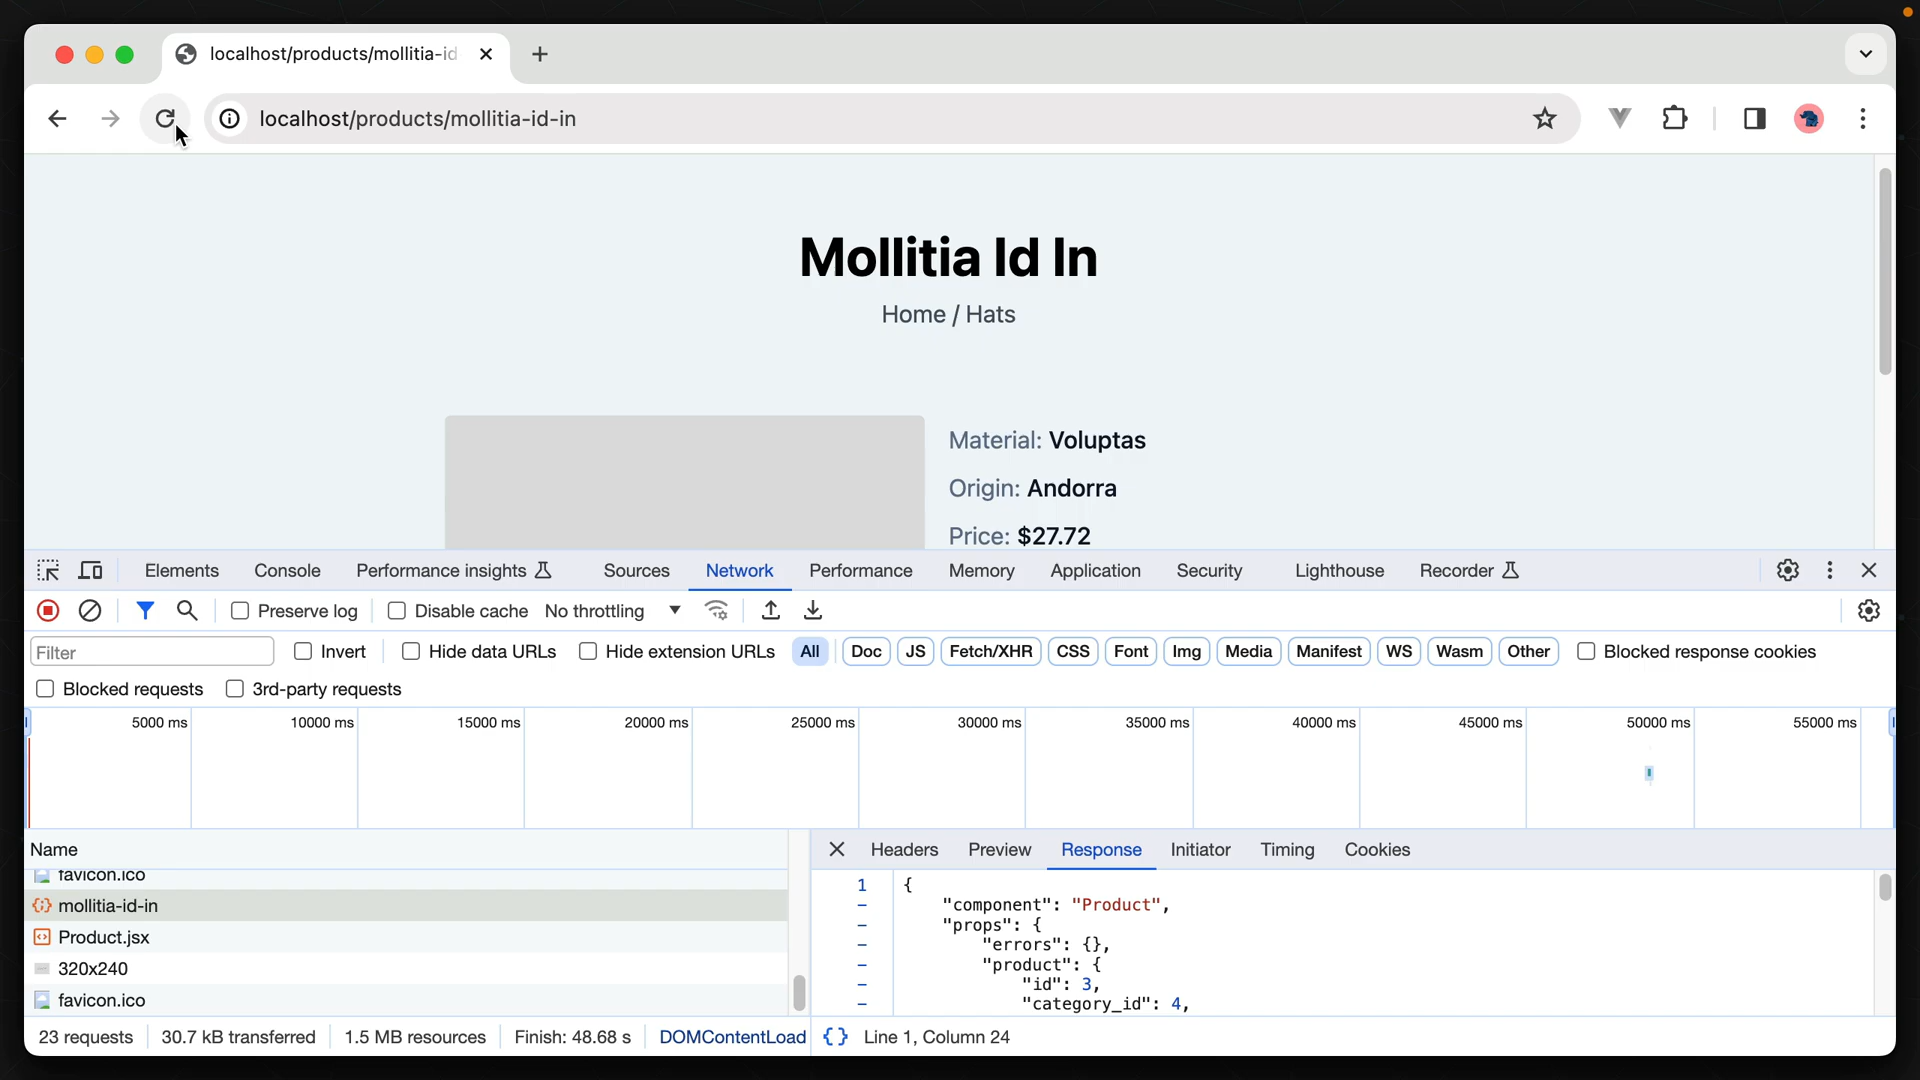 localhost/products/mollitia-id
localhost/products/mollitia-id-in
Mollitia Id In
Home / Hats
Material: Voluptas
Origin: Andorra
Price: $27.72
Elements Console Performance insights Sources Network Performance Memory Application Security Lighthouse Recorder
Preserve log Disable cache No throttling
Filter Invert Hide data URLs Hide extension URLs All Doc JS Fetch/XHR CSS Font Img Media Manifest WS Wasm Other Blocked response cookies
Blocked requests 3rd-party requests
5000 ms 10000 ms 15000 ms 20000 ms 25000 ms 30000 ms 35000 ms 40000 ms 45000 ms 50000 ms 55000 ms
Name
favicon.ico
mollitia-id-in
Product.jsx
320x240
favicon.ico
Headers Preview Response Initiator Timing Cookies
1 {
- "component": "Product",
- "props": {
- "errors": {},
- "product": {
- "id": 3,
- "category_id": 4,
23 requests 30.7 kB transferred 1.5 MB resources Finish: 48.68 s DOMContentLoad
{} Line 1, Column 24